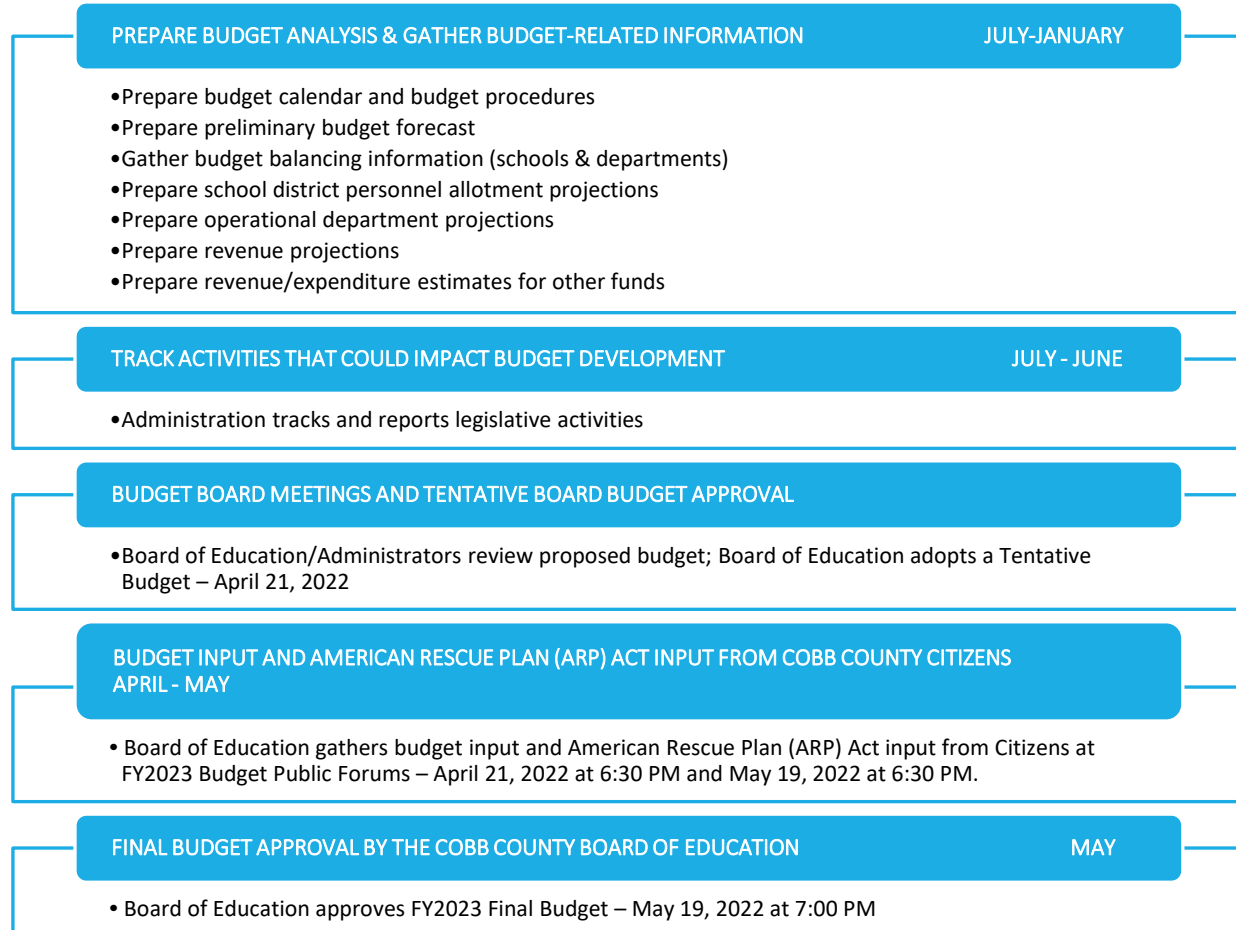 PREPARE BUDGET ANALYSIS & GATHER BUDGET-RELATED INFORMATION JULY-JANUARY
•Prepare budget calendar and budget procedures
•Prepare preliminary budget forecast
•Gather budget balancing information (schools & departments)
•Prepare school district personnel allotment projections
•Prepare operational department projections
•Prepare revenue projections
•Prepare revenue/expenditure estimates for other funds
TRACK ACTIVITIES THAT COULD IMPACT BUDGET DEVELOPMENT JULY - JUNE
•Administration tracks and reports legislative activities
BUDGET BOARD MEETINGS AND TENTATIVE BOARD BUDGET APPROVAL
•Board of Education/Administrators review proposed budget; Board of Education adopts a Tentative
Budget – April 21, 2022
BUDGET INPUT AND AMERICAN RESCUE PLAN (ARP) ACT INPUT FROM COBB COUNTY CITIZENS
APRIL - MAY
• Board of Education gathers budget input and American Rescue Plan (ARP) Act input from Citizens at
FY2023 Budget Public Forums – April 21, 2022 at 6:30 PM and May 19, 2022 at 6:30 PM.
FINAL BUDGET APPROVAL BY THE COBB COUNTY BOARD OF EDUCATION MAY
• Board of Education approves FY2023 Final Budget – May 19, 2022 at 7:00 PM